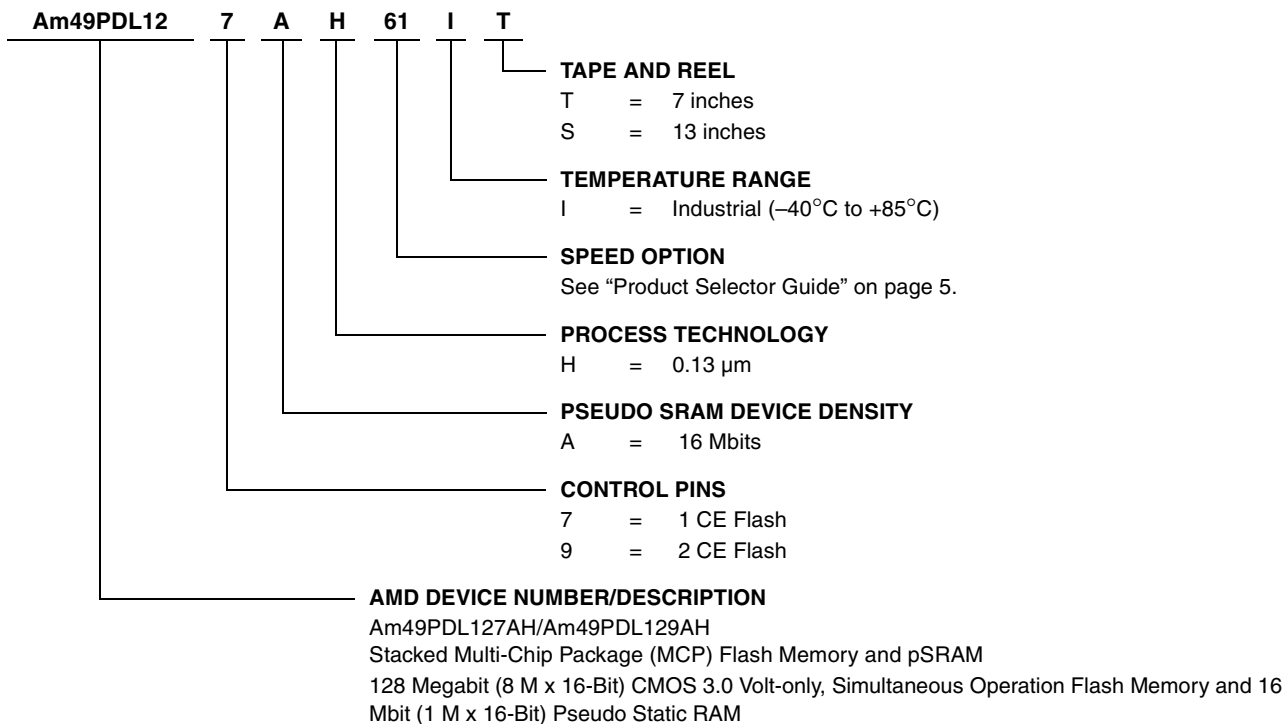 Am49PDL12 7 A H 61 I T
TAPE AND REEL
T = 7 inches
S = 13 inches
TEMPERATURE RANGE
I = Industrial (–40°C to +85°C)
SPEED OPTION
See “Product Selector Guide” on page 5.
PROCESS TECHNOLOGY
H = 0.13 µm
PSEUDO SRAM DEVICE DENSITY
A = 16 Mbits
CONTROL PINS
7 = 1 CE Flash
9 = 2 CE Flash
AMD DEVICE NUMBER/DESCRIPTION
Am49PDL127AH/Am49PDL129AH
Stacked Multi-Chip Package (MCP) Flash Memory and pSRAM
128 Megabit (8 M x 16-Bit) CMOS 3.0 Volt-only, Simultaneous Operation Flash Memory and 16
Mbit (1 M x 16-Bit) Pseudo Static RAM